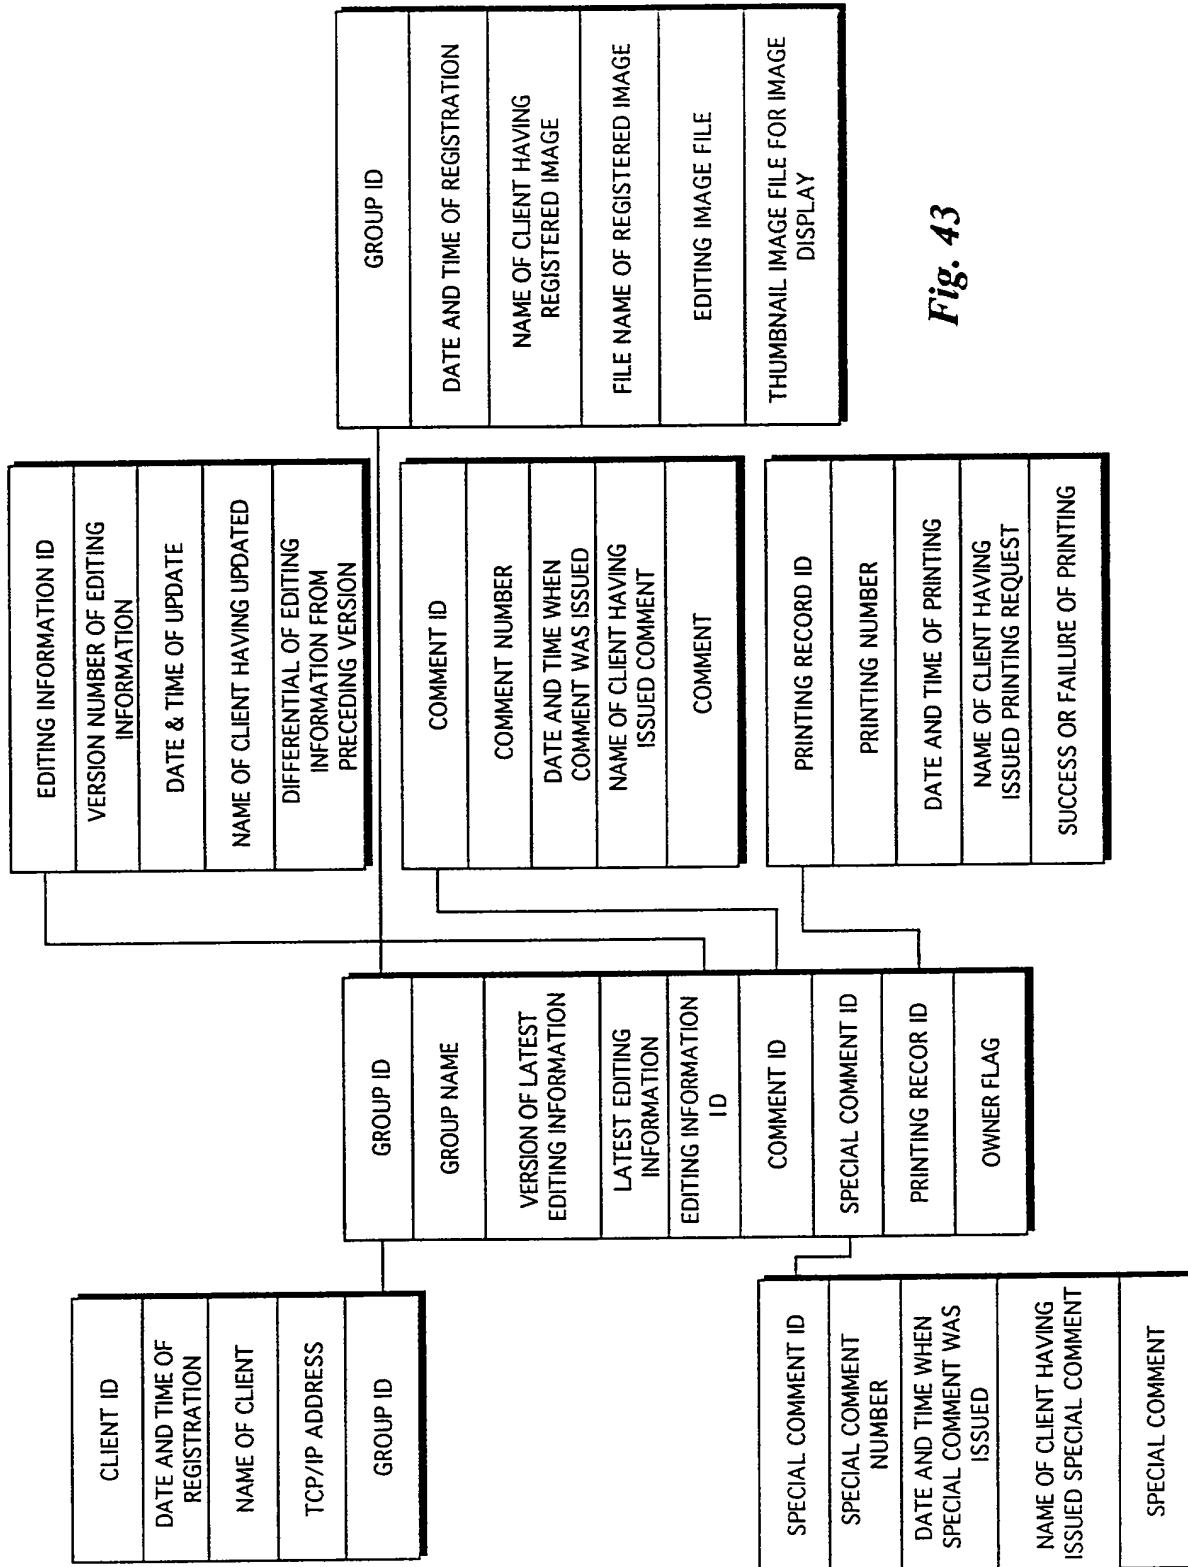 CLIENT ID
DATE AND TIME OF
REGISTRATION
NAME OF CLIENT
TCP/IP ADDRESS
GROUP ID
SPECIAL COMMENT ID
SPECIAL COMMENT
NUMBER
DATE AND TIME WHEN
SPECIAL COMMENT WAS
ISSUED
NAME OF CLIENT HAVING
ISSUED SPECIAL COMMENT
SPECIAL COMMENT
GROUP ID
GROUP NAME
VERSION OF LATEST
EDITING INFORMATION
LATEST EDITING
INFORMATION
EDITING INFORMATION
ID
COMMENT ID
SPECIAL COMMENT ID
PRINTING RECOR ID
OWNER FLAG
EDITING INFORMATION ID
VERSION NUMBER OF EDITING
INFORMATION
DATE & TIME OF UPDATE
NAME OF CLIENT HAVING UPDATED
DIFFERENTIAL OF EDITING
INFORMATION FROM
PRECEDING VERSION
COMMENT ID
COMMENT NUMBER
DATE AND TIME WHEN
COMMENT WAS ISSUED
NAME OF CLIENT HAVING
ISSUED COMMENT
COMMENT
PRINTING RECORD ID
PRINTING NUMBER
DATE AND TIME OF PRINTING
NAME OF CLIENT HAVING
ISSUED PRINTING REQUEST
SUCCESS OR FAILURE OF PRINTING
GROUP ID
DATE AND TIME OF REGISTRATION
NAME OF CLIENT HAVING
REGISTERED IMAGE
FILE NAME OF REGISTERED IMAGE
EDITING IMAGE FILE
THUMBNAIL IMAGE FILE FOR IMAGE
DISPLAY
Fig. 43